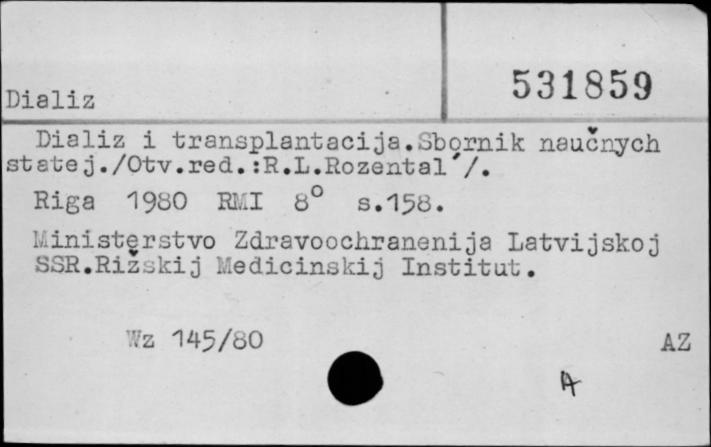 531859
Dializ
Dializ i transplantacija.Sbornik naučnych
statej./Otv.red.:R.L.Rozental'/.
Riga 1980 RMI 8° s.158.
Ministerstvo Zdravoochranenija Latvijskoj
SSR.Rižskij Medicinskij Institut.
Wz 145/80
AZ
A